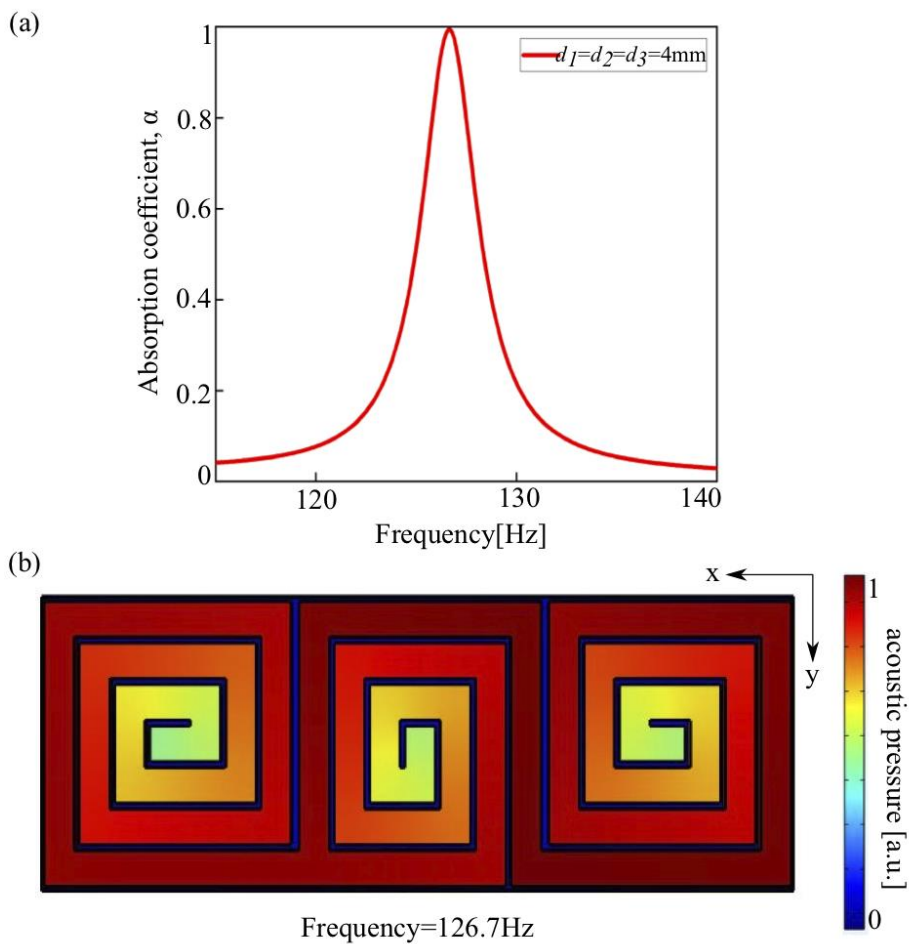 (a)
Absorption coefficient, α
1
0.8
0.6
0.4
0.2
0
d1=d2=d3=4mm
120
130
140
Frequency[Hz]
(b)
x
y
1
acoustic pressure [a.u.]
0
Frequency=126.7Hz